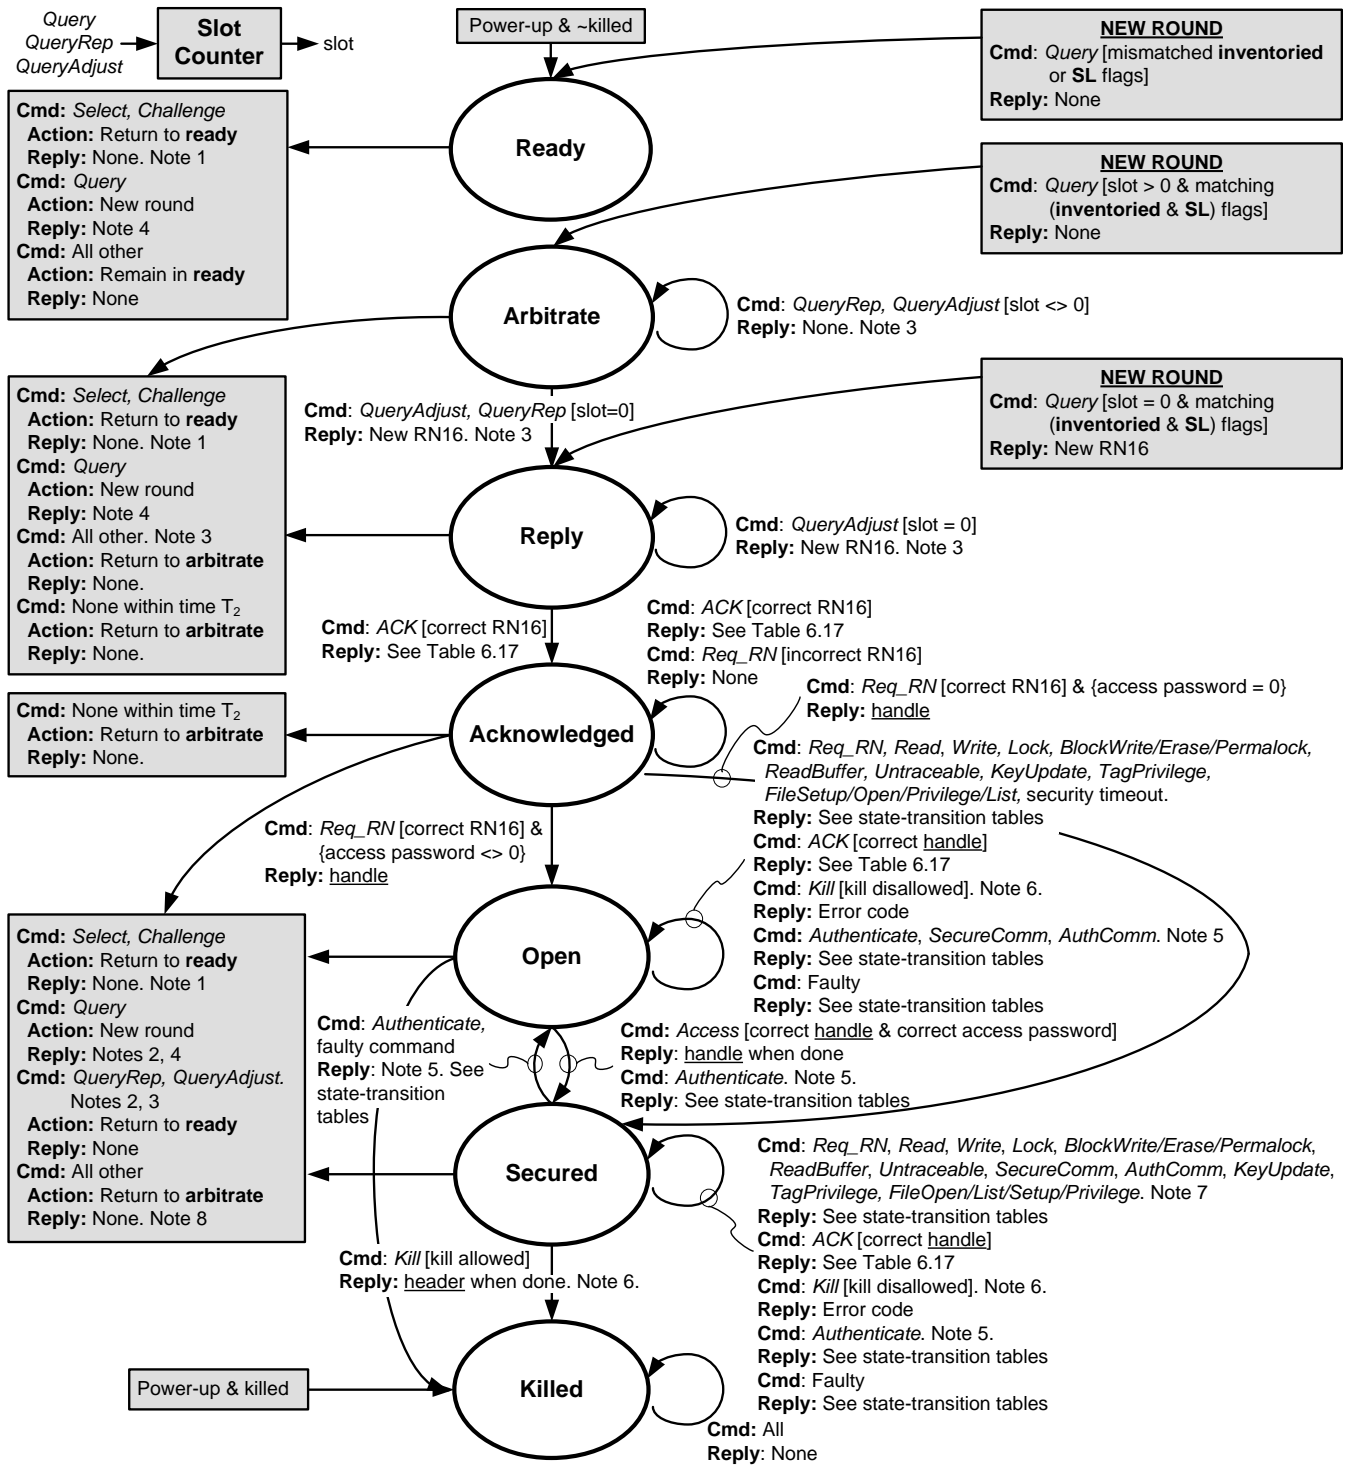 Query
QueryRep
QueryAdjust
Slot
Counter
slot
Power-up & ~killed
NEW ROUND
Cmd: Query [mismatched inventoried
or SL flags]
Reply: None
Cmd: Select, Challenge
Action: Return to ready
Reply: None. Note 1
Cmd: Query
Action: New round
Reply: Note 4
Cmd: All other
Action: Remain in ready
Reply: None
Ready
NEW ROUND
Cmd: Query [slot > 0 & matching
(inventoried & SL) flags]
Reply: None
Arbitrate
Cmd: QueryRep, QueryAdjust [slot <> 0]
Reply: None. Note 3
Cmd: Select, Challenge
Action: Return to ready
Reply: None. Note 1
Cmd: Query
Action: New round
Reply: Note 4
Cmd: All other. Note 3
Action: Return to arbitrate
Reply: None.
Cmd: None within time T2
Action: Return to arbitrate
Reply: None.
Cmd: QueryAdjust, QueryRep [slot=0]
Reply: New RN16. Note 3
NEW ROUND
Cmd: Query [slot = 0 & matching
(inventoried & SL) flags]
Reply: New RN16
Reply
Cmd: QueryAdjust [slot = 0]
Reply: New RN16. Note 3
Cmd: ACK [correct RN16]
Reply: See Table 6.17
Cmd: ACK [correct RN16]
Reply: See Table 6.17
Cmd: Req_RN [incorrect RN16]
Reply: None
Cmd: None within time T2
Action: Return to arbitrate
Reply: None.
Acknowledged
Cmd: Req_RN [correct RN16] & {access password = 0}
Reply: handle
Cmd: Req_RN, Read, Write, Lock, BlockWrite/Erase/Permalock,
ReadBuffer, Untraceable, KeyUpdate, TagPrivilege,
FileSetup/Open/Privilege/List, security timeout.
Reply: See state-transition tables
Cmd: ACK [correct handle]
Reply: See Table 6.17
Cmd: Kill [kill disallowed]. Note 6.
Reply: Error code
Cmd: Authenticate, SecureComm, AuthComm. Note 5
Reply: See state-transition tables
Cmd: Faulty
Reply: See state-transition tables
Cmd: Req_RN [correct RN16] &
{access password <> 0}
Reply: handle
Open
Cmd: Select, Challenge
Action: Return to ready
Reply: None. Note 1
Cmd: Query
Action: New round
Reply: Notes 2, 4
Cmd: QueryRep, QueryAdjust.
Notes 2, 3
Action: Return to ready
Reply: None
Cmd: All other
Action: Return to arbitrate
Reply: None. Note 8
Cmd: Authenticate,
faulty command
Reply: Note 5. See
state-transition
tables
Cmd: Access [correct handle & correct access password]
Reply: handle when done
Cmd: Authenticate. Note 5.
Reply: See state-transition tables
Secured
Cmd: Req_RN, Read, Write, Lock, BlockWrite/Erase/Permalock,
ReadBuffer, Untraceable, SecureComm, AuthComm, KeyUpdate,
TagPrivilege, FileOpen/List/Setup/Privilege. Note 7
Reply: See state-transition tables
Cmd: ACK [correct handle]
Reply: See Table 6.17
Cmd: Kill [kill disallowed]. Note 6.
Reply: Error code
Cmd: Authenticate. Note 5.
Reply: See state-transition tables
Cmd: Faulty
Reply: See state-transition tables
Cmd: Kill [kill allowed]
Reply: header when done. Note 6.
Power-up & killed
Killed
Cmd: All
Reply: None